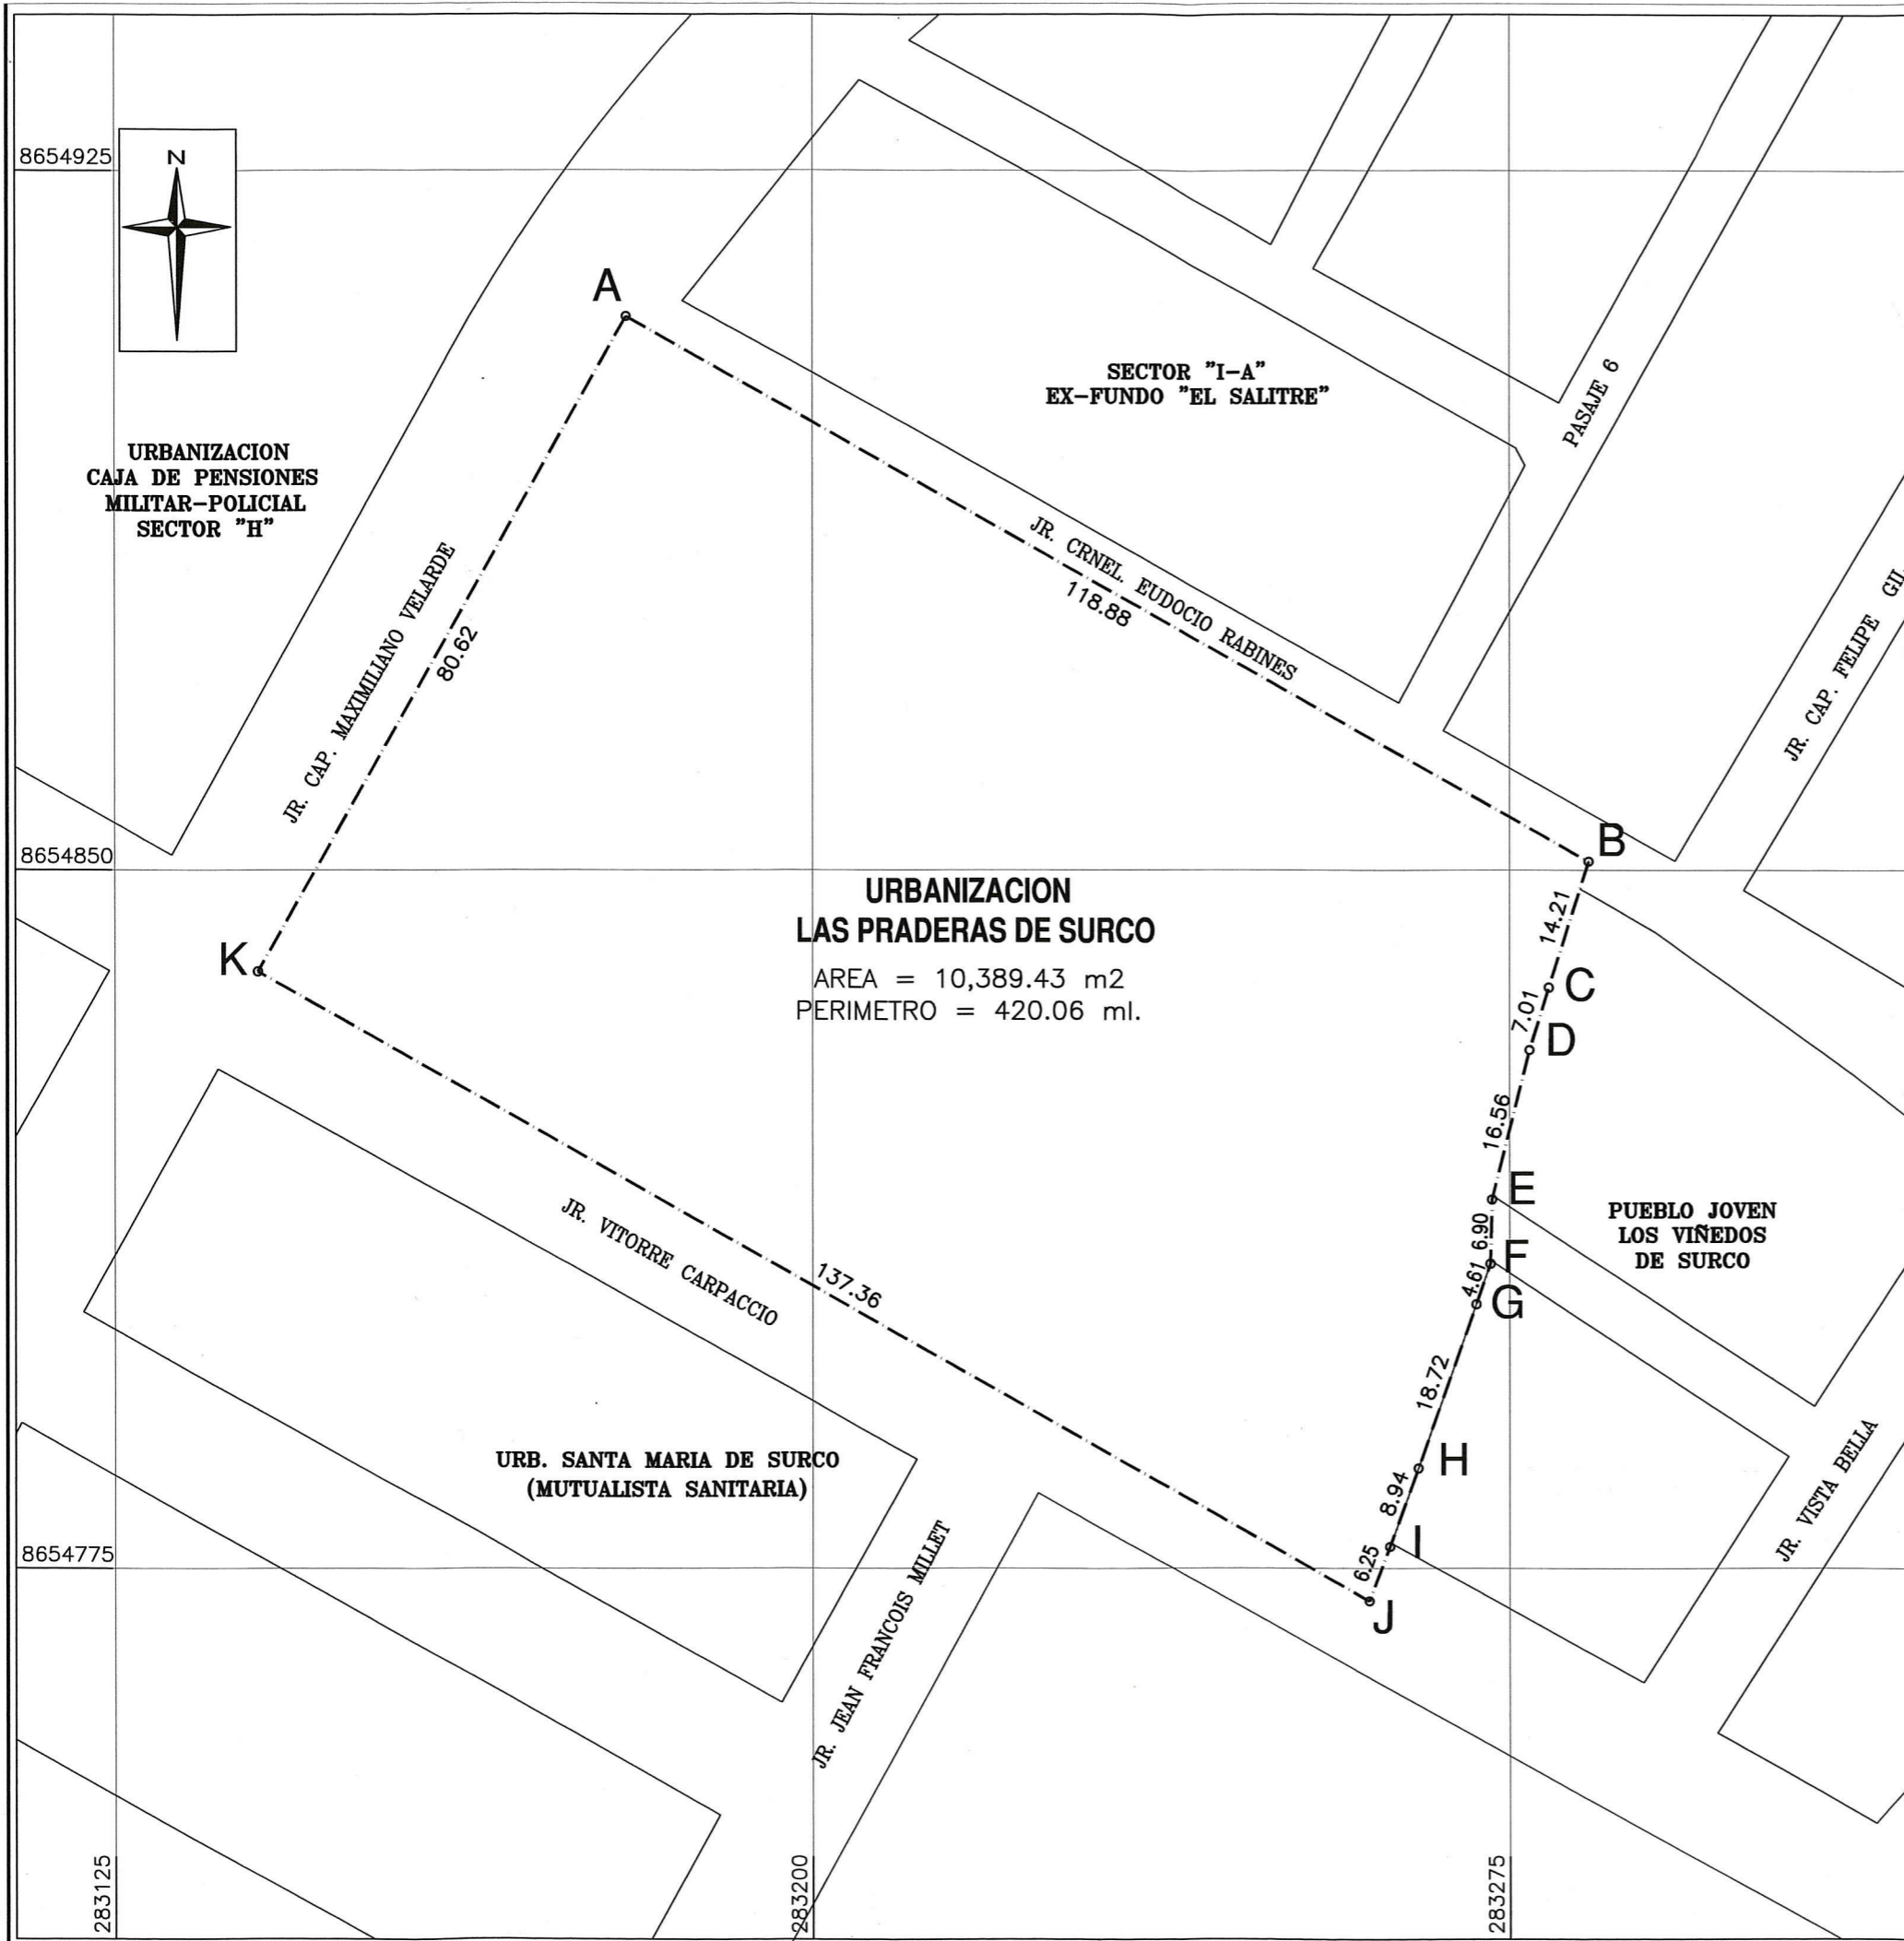 8654925
N
A
SECTOR "I-A"
EX-FUNDO "EL SALITRE"
PASAJE 6
URBANIZACION
CAJA DE PENSIONES
MILITAR-POLICIAL
SECTOR "H"
JR. CRNEL. EUDOCIO RABINES
118.88
JR. CAP. MAXIMILIANO VELARDE
80.62
JR. CAP. FELIPE
8654850
B
URBANIZACION
LAS PRADERAS DE SURCO
AREA = 10,389.43 m2
PERIMETRO = 420.06 ml.
14.21
K
C
7.01
D
16.56
E
PUEBLO JOVEN
LOS VIÑEDOS
DE SURCO
6.90
F
4.61
G
JR. VITORRE CARPACCIO
137.36
18.72
H
URB. SANTA MARIA DE SURCO
(MUTUALISTA SANITARIA)
8.94
I
JR. VISTA BELLA
8654775
6.25
J
JR. JEAN FRANCOIS MILLET
283125
283200
283275